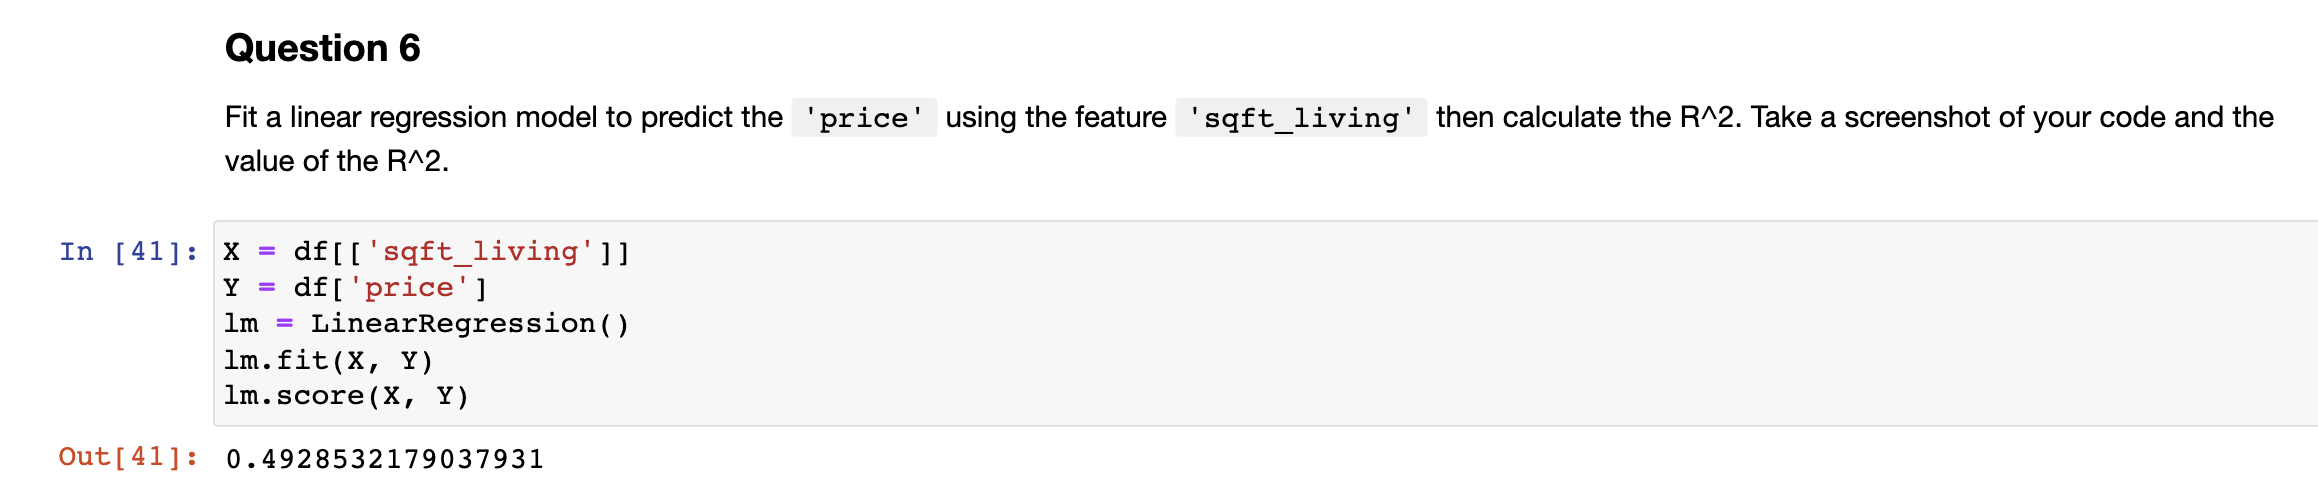 Question 6
Fit a linear regression model to predict the 'price' using the feature 'sqft_living' then calculate the R^2. Take a screenshot of your code and the
value of the R^2.
In [41]: X = df[['sqft_living']]
Y = df['price']
lm = LinearRegression()
lm.fit(X, Y)
lm.score(X, Y)
Out[41]: 0.4928532179037931